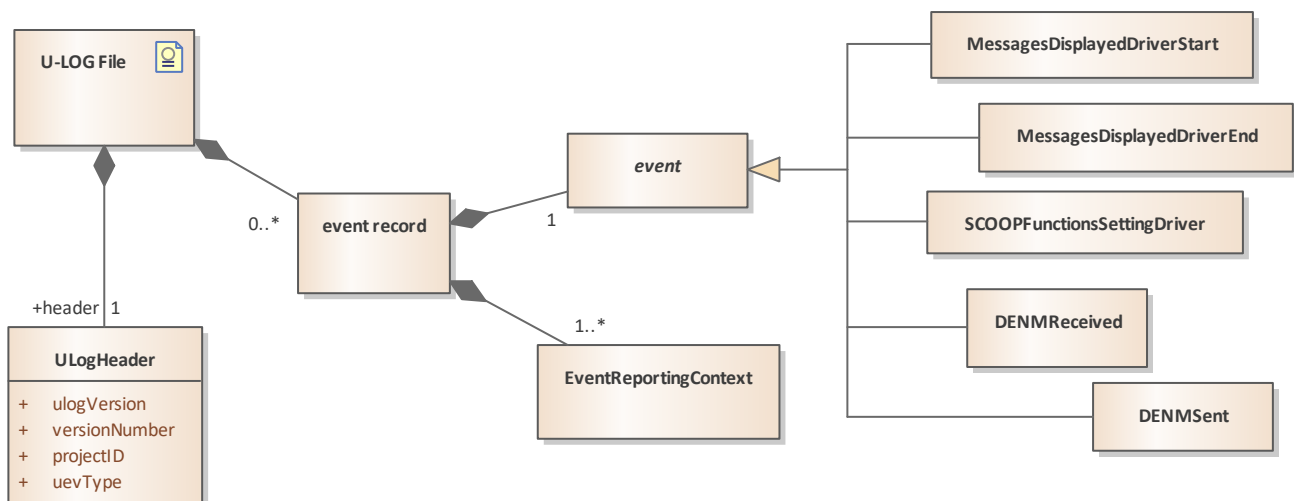 U-LOG File
MessagesDisplayedDriverStart
MessagesDisplayedDriverEnd
event
SCOOPFunctionsSettingDriver
0..*
event record
1
DENMReceived
+header
1
1..*
ULogHeader
EventReportingContext
DENMSent
+ ulogVersion
+ versionNumber
+ projectID
+ uevType